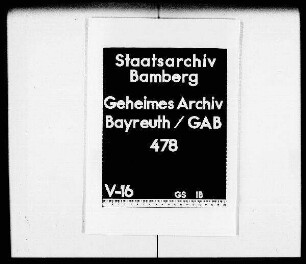 Staatsarchiv
Bamberg
Geheimes Archiv
Bayreuth / GAB
478
V-16 GS IB